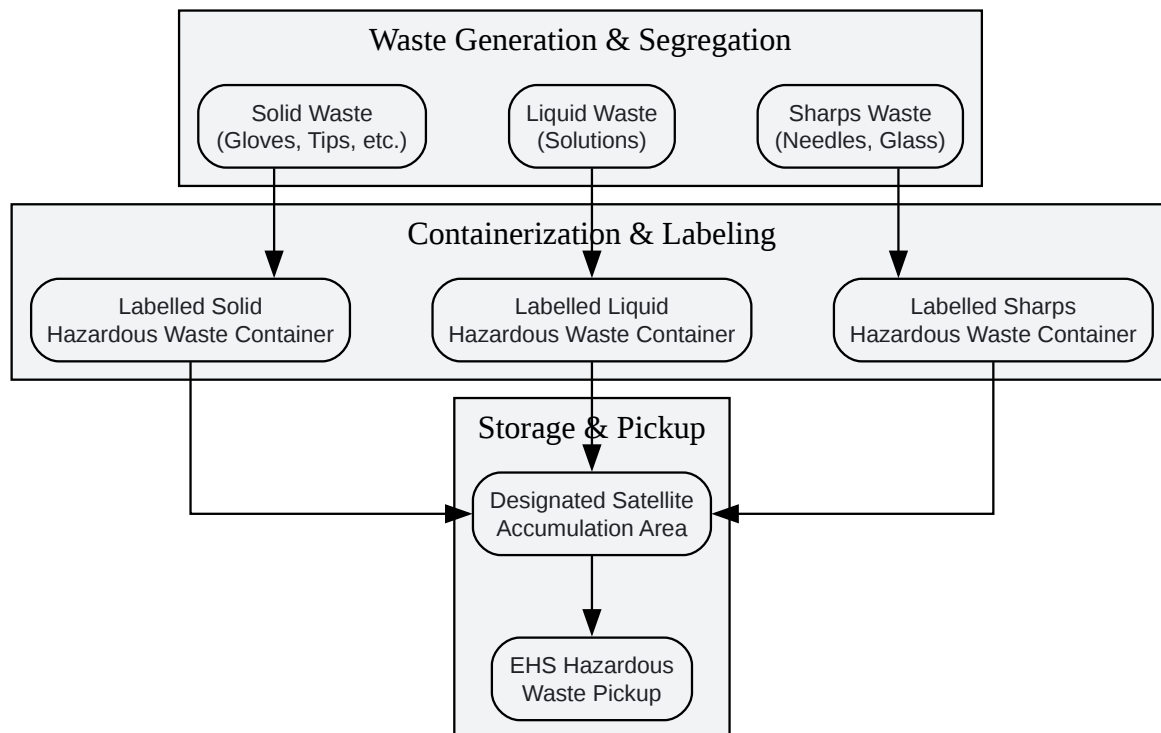 Waste Generation & Segregation
Solid Waste
(Gloves, Tips, etc.)
Liquid Waste
(Solutions)
Sharps Waste
(Needles, Glass)
Containerization & Labeling
Labelled Solid
Hazardous Waste Container
Labelled Liquid
Hazardous Waste Container
Labelled Sharps
Hazardous Waste Container
Storage & Pickup
Designated Satellite
Accumulation Area
EHS Hazardous
Waste Pickup